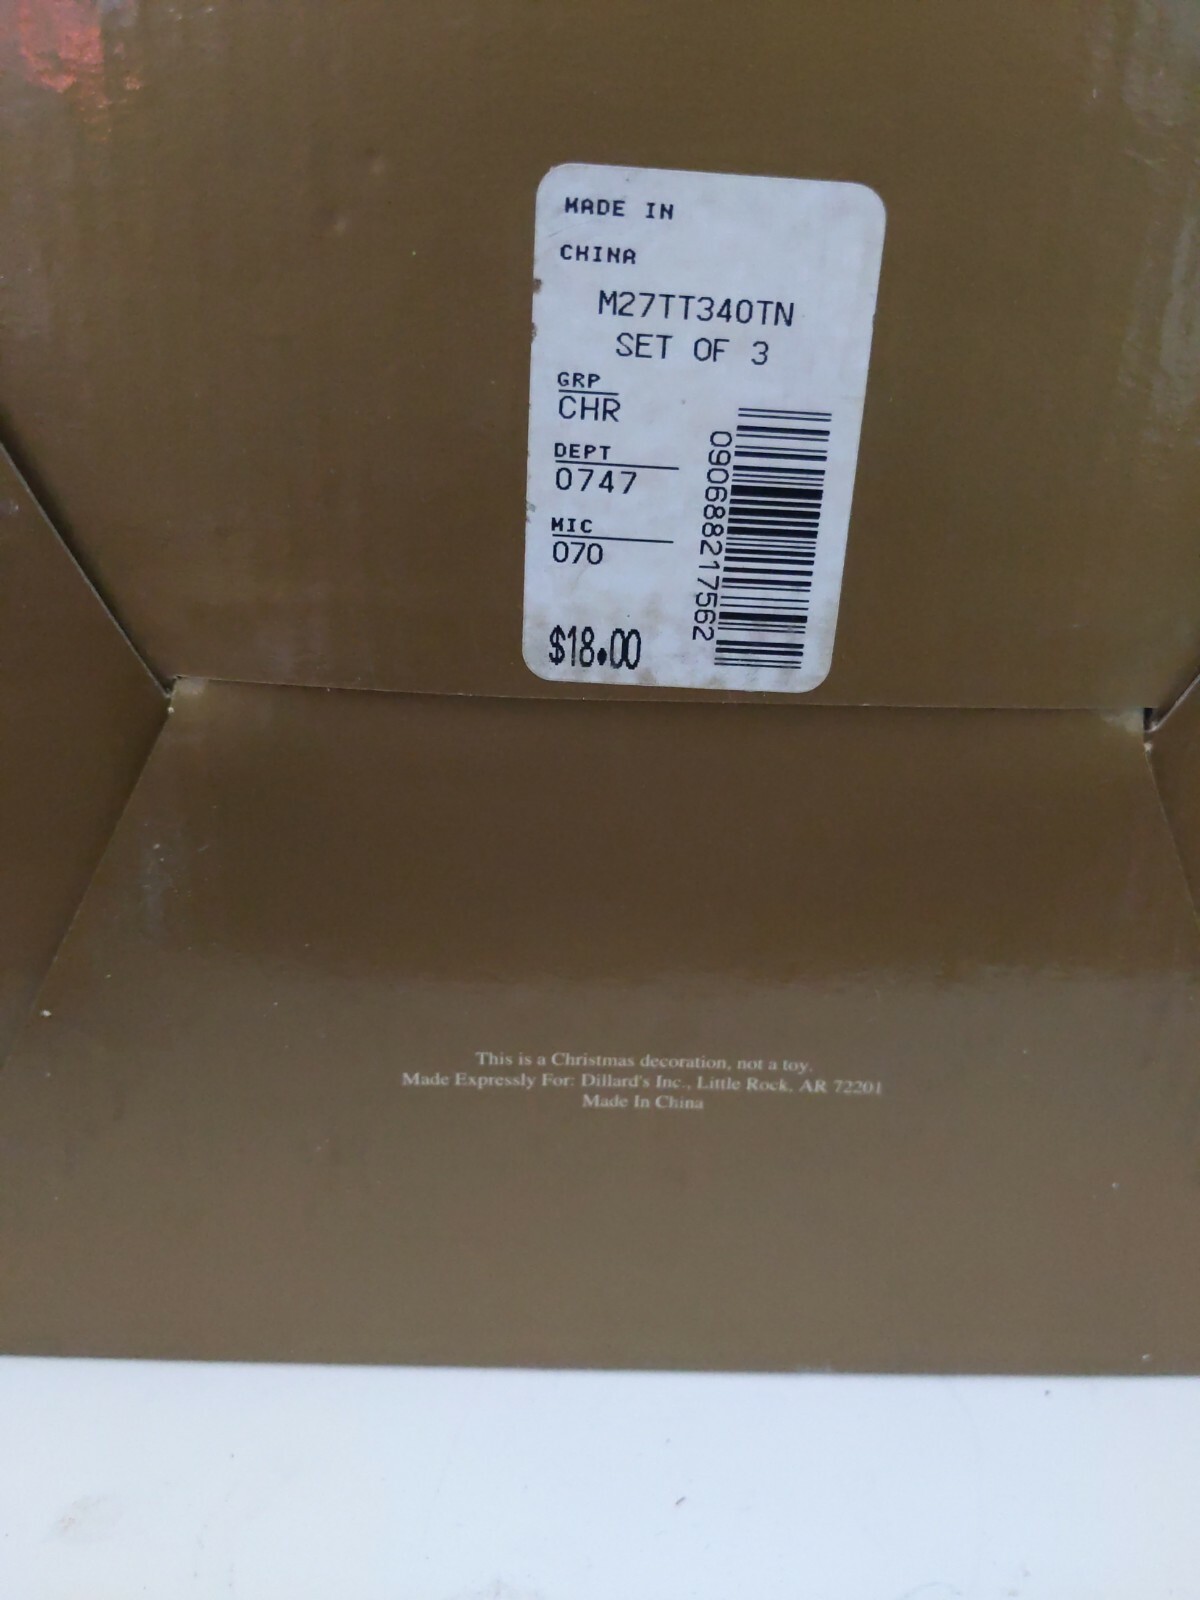 MADE IN
CHINA
M27TT340TN
SET OF 3
GRP
CHR
DEPT
0747
MIC
070
090688217562
$18.00
This is a Christmas decoration, not a toy.
Made Expressly For: Dillard's Inc., Little Rock, AR 72201
Made In China